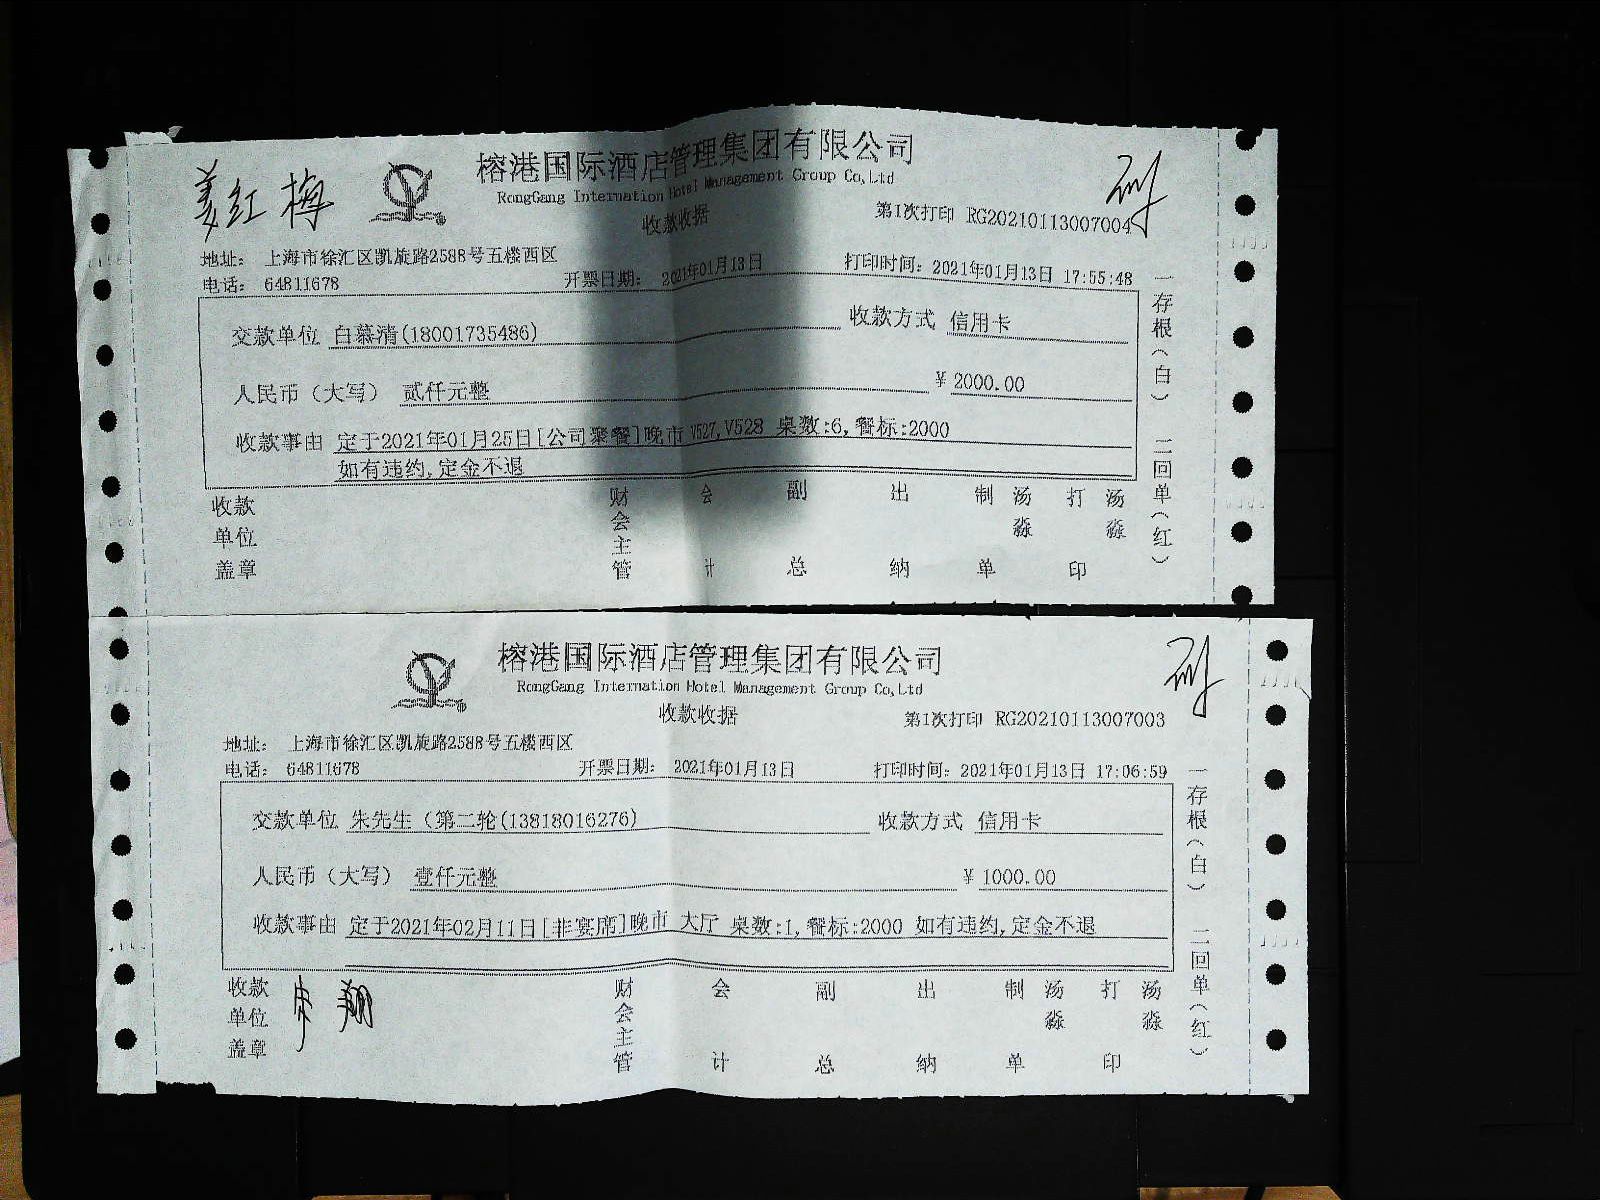 姜红梅
榕港国际酒店管理集团有限公司
RongGang Internation Hotel Management Group Co,Ltd
收款收据
第1次打印 RG20210113007004
地址： 上海市徐汇区凯旋路2588号五楼西区
电话： 64811678 开票日期： 2021年01月13日 打印时间：2021年01月13日 17:55:48
交款单位 白慕清(18001735486) 收款方式 信用卡
人民币（大写） 贰仟元整 ¥ 2000.00
收款事由 定于2021年01月25日[公司聚餐]晚市 V527,V528 桌数:6,餐标:2000
如有违约,定金不退
收款单位盖章 财会主管 会计 副总 出纳 制单 汤淼 打印 汤淼
一存根（白） 二回单（红）
榕港国际酒店管理集团有限公司
RongGang Internation Hotel Management Group Co,Ltd
收款收据
第1次打印 RG20210113007003
地址： 上海市徐汇区凯旋路2588号五楼西区
电话： 64811678 开票日期： 2021年01月13日 打印时间：2021年01月13日 17:06:59
交款单位 朱先生（第二轮(13818016276) 收款方式 信用卡
人民币（大写） 壹仟元整 ¥ 1000.00
收款事由 定于2021年02月11日[非宴席]晚市 大厅 桌数:1,餐标:2000 如有违约,定金不退
收款单位盖章 财会主管 会计 副总 出纳 制单 汤淼 打印 汤淼
一存根（白） 二回单（红）